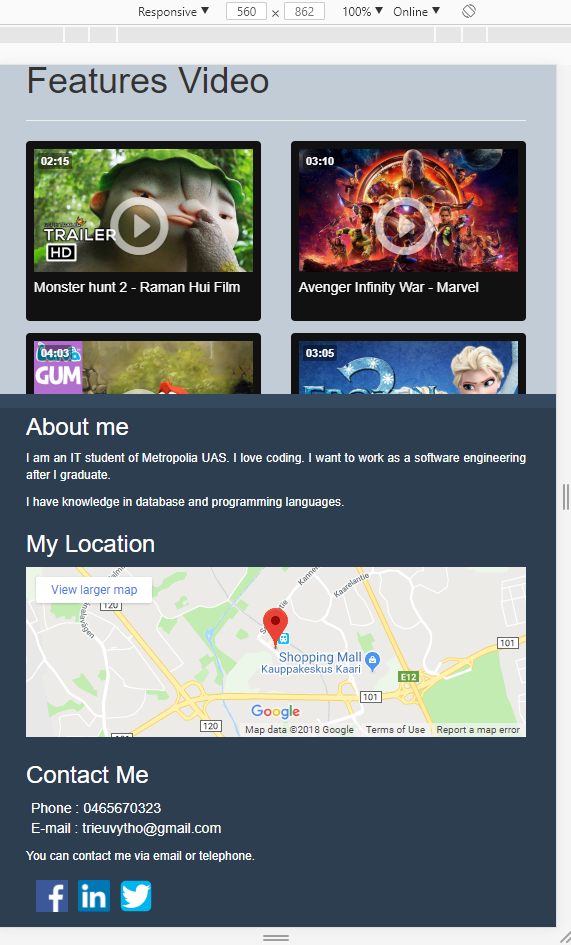 Responsive ▼ 560 × 862 100% ▼ Online ▼
Features Video
02:15
TRAILER
HD
Monster hunt 2 - Raman Hui Film
03:10
Avenger Infinity War - Marvel
04:03
GUM
03:05
About me
I am an IT student of Metropolia UAS. I love coding. I want to work as a software engineering
after I graduate.
I have knowledge in database and programming languages.
My Location
View larger map
Kaarelantie
120
101
Shopping Mall
Kauppakeskus Kaari
E12
101
120
Google
Map data ©2018 Google Terms of Use Report a map error
Contact Me
Phone : 0465670323
E-mail : trieuvytho@gmail.com
You can contact me via email or telephone.
f
in